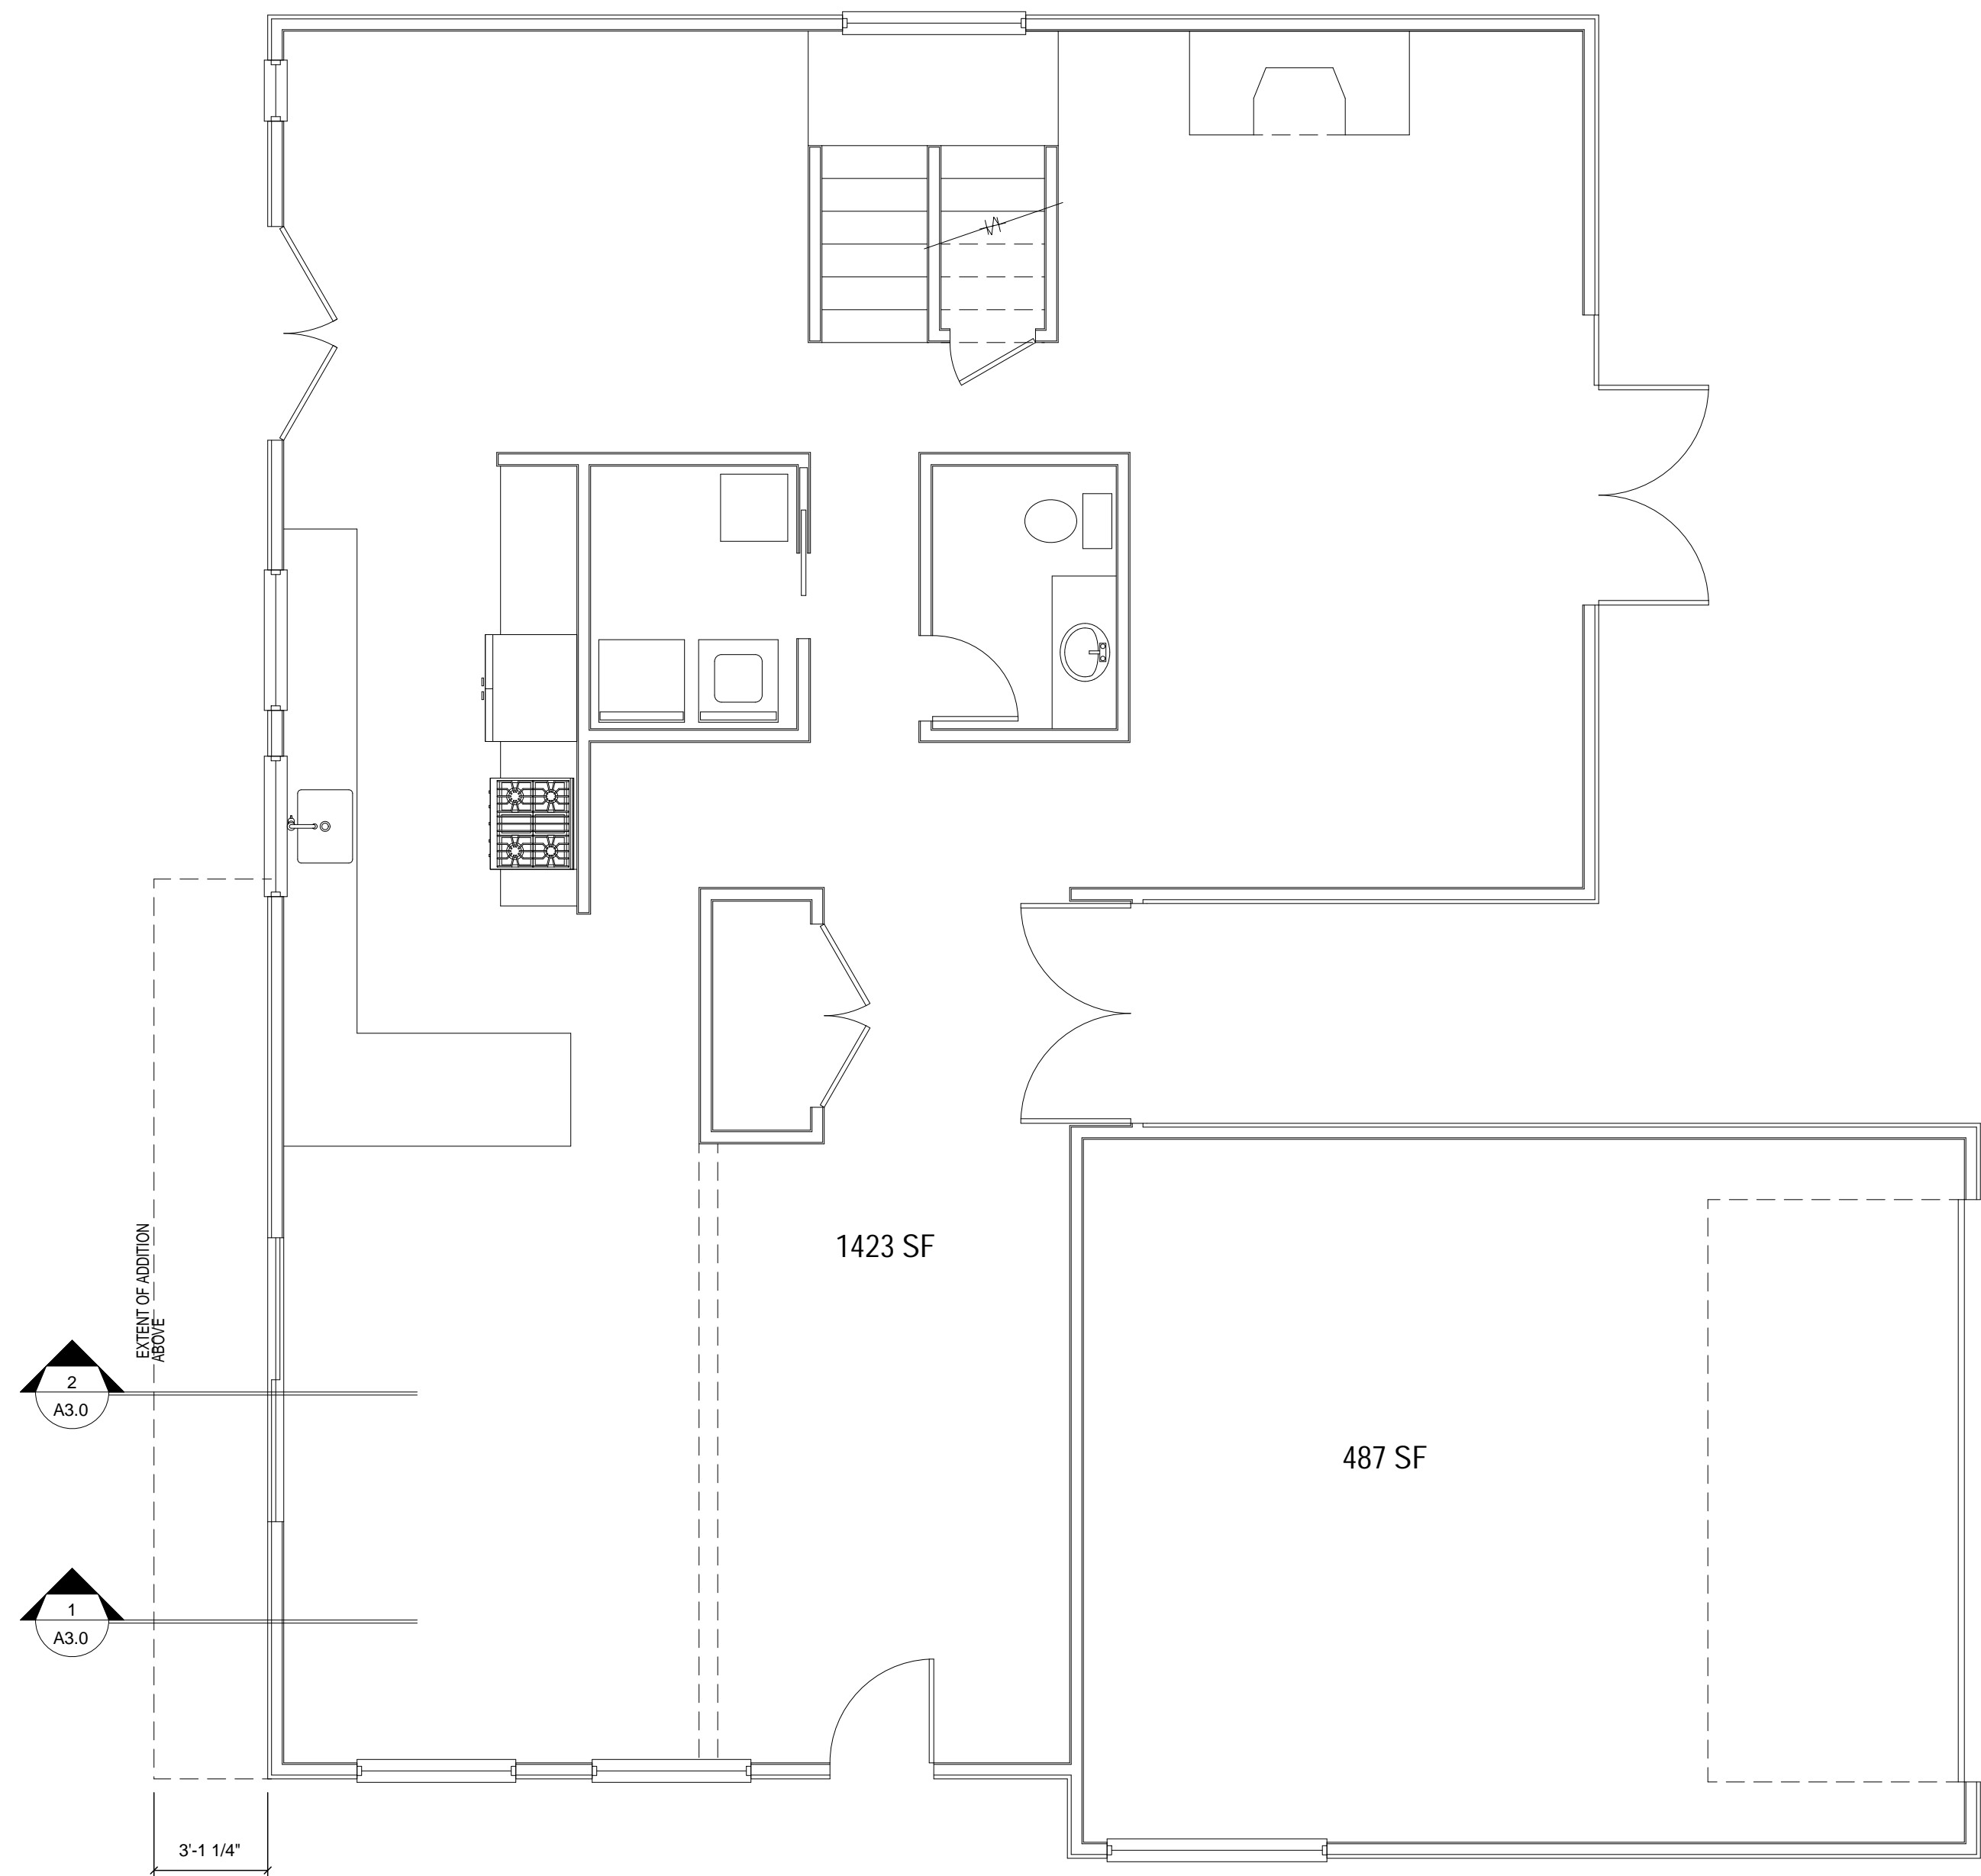 1423 SF
EXTENT OF ADDITION
ABOVE
2
A3.0
487 SF
1
A3.0
3'-1 1/4"